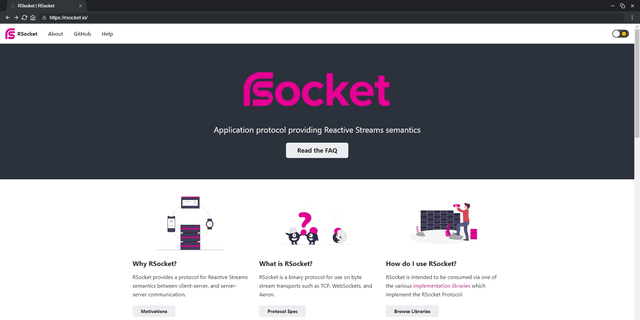 RSocket | RSocket
https://rsocket.io/
RSocket About GitHub Help
RSocket
Application protocol providing Reactive Streams semantics
Read the FAQ
?
Why RSocket?
RSocket provides a protocol for Reactive Streams
semantics between client-server, and server-
server communication.
Motivations
What is RSocket?
RSocket is a binary protocol for use on byte
stream transports such as TCP, WebSockets, and
Aeron.
Protocol Spec
How do I use RSocket?
RSocket is intended to be consumed via one of
the various implementation libraries which
implement the RSocket Protocol.
Browse Libraries